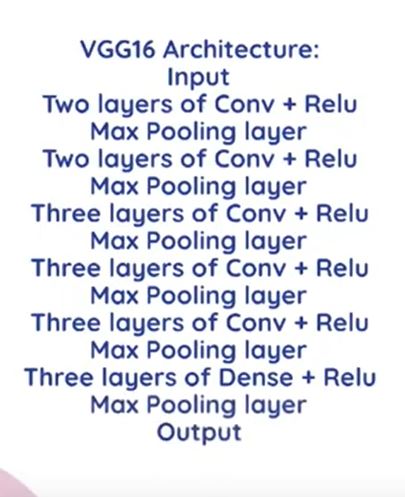 VGG16 Architecture:
Input
Two layers of Conv + Relu
Max Pooling layer
Two layers of Conv + Relu
Max Pooling layer
Three layers of Conv + Relu
Max Pooling layer
Three layers of Conv + Relu
Max Pooling layer
Three layers of Conv + Relu
Max Pooling layer
Three layers of Dense + Relu
Max Pooling layer
Output